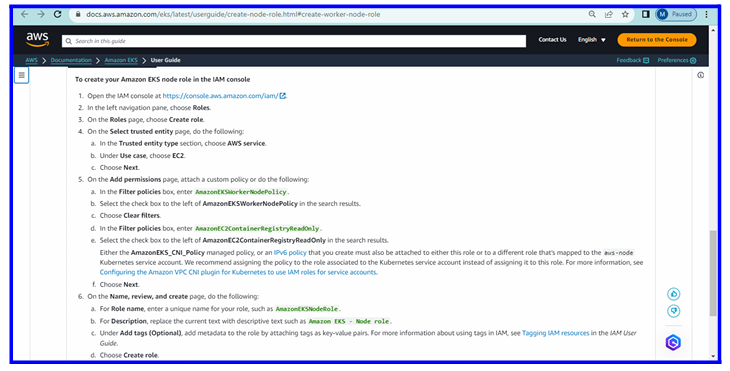 docs.aws.amazon.com/eks/latest/userguide/create-node-role.html#create-worker-node-role
M Paused
aws
Search in this guide
Contact Us
English
Return to the Console
AWS > Documentation > Amazon EKS > User Guide
Feedback
Preferences
To create your Amazon EKS node role in the IAM console
1. Open the IAM console at https://console.aws.amazon.com/iam/.
2. In the left navigation pane, choose Roles.
3. On the Roles page, choose Create role.
4. On the Select trusted entity page, do the following:
a. In the Trusted entity type section, choose AWS service.
b. Under Use case, choose EC2.
c. Choose Next.
5. On the Add permissions page, attach a custom policy or do the following:
a. In the Filter policies box, enter AmazonEKSWorkerNodePolicy.
b. Select the check box to the left of AmazonEKSWorkerNodePolicy in the search results.
c. Choose Clear filters.
d. In the Filter policies box, enter AmazonEC2ContainerRegistryReadOnly.
e. Select the check box to the left of AmazonEC2ContainerRegistryReadOnly in the search results.
Either the AmazonEKS_CNI_Policy managed policy, or an IPv6 policy that you create must also be attached to either this role or to a different role that's mapped to the aws-node
Kubernetes service account. We recommend assigning the policy to the role associated to the Kubernetes service account instead of assigning it to this role. For more information, see
Configuring the Amazon VPC CNI plugin for Kubernetes to use IAM roles for service accounts.
f. Choose Next.
6. On the Name, review, and create page, do the following:
a. For Role name, enter a unique name for your role, such as AmazonEKSNodeRole.
b. For Description, replace the current text with descriptive text such as Amazon EKS - Node role.
c. Under Add tags (Optional), add metadata to the role by attaching tags as key-value pairs. For more information about using tags in IAM, see Tagging IAM resources in the IAM User
Guide.
d. Choose Create role.